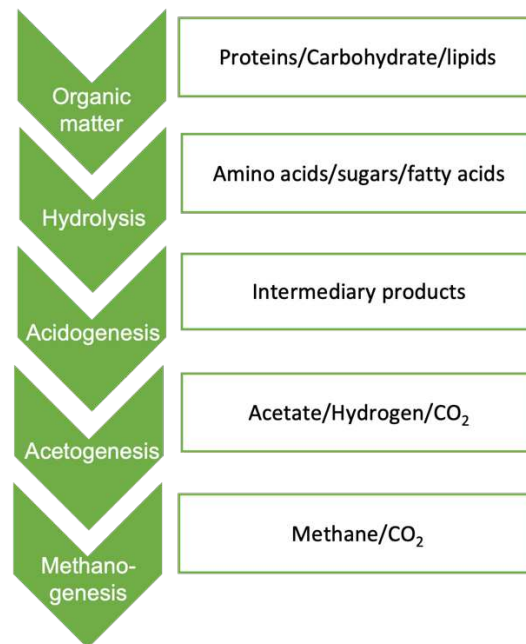 Proteins/Carbohydrate/lipids
Organic
matter
Amino acids/sugars/fatty acids
Hydrolysis
Intermediary products
Acidogenesis
Acetate/Hydrogen/CO₂
Acetogenesis
Methane/CO₂
Methano-
genesis